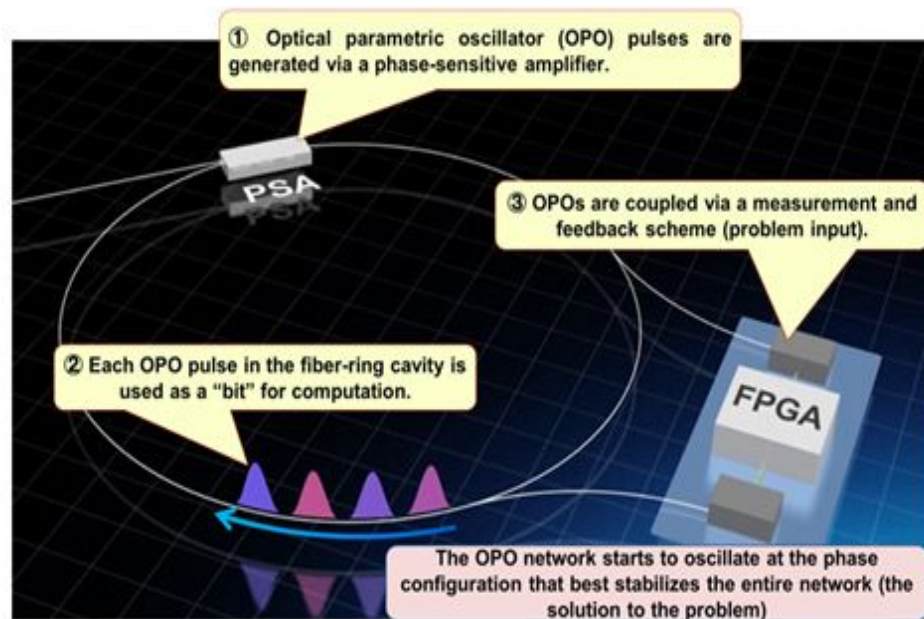 ① Optical parametric oscillator (OPO) pulses are
generated via a phase-sensitive amplifier.
PSA
③ OPOs are coupled via a measurement and
feedback scheme (problem input).
② Each OPO pulse in the fiber-ring cavity is
used as a “bit” for computation.
FPGA
The OPO network starts to oscillate at the phase
configuration that best stabilizes the entire network (the
solution to the problem)